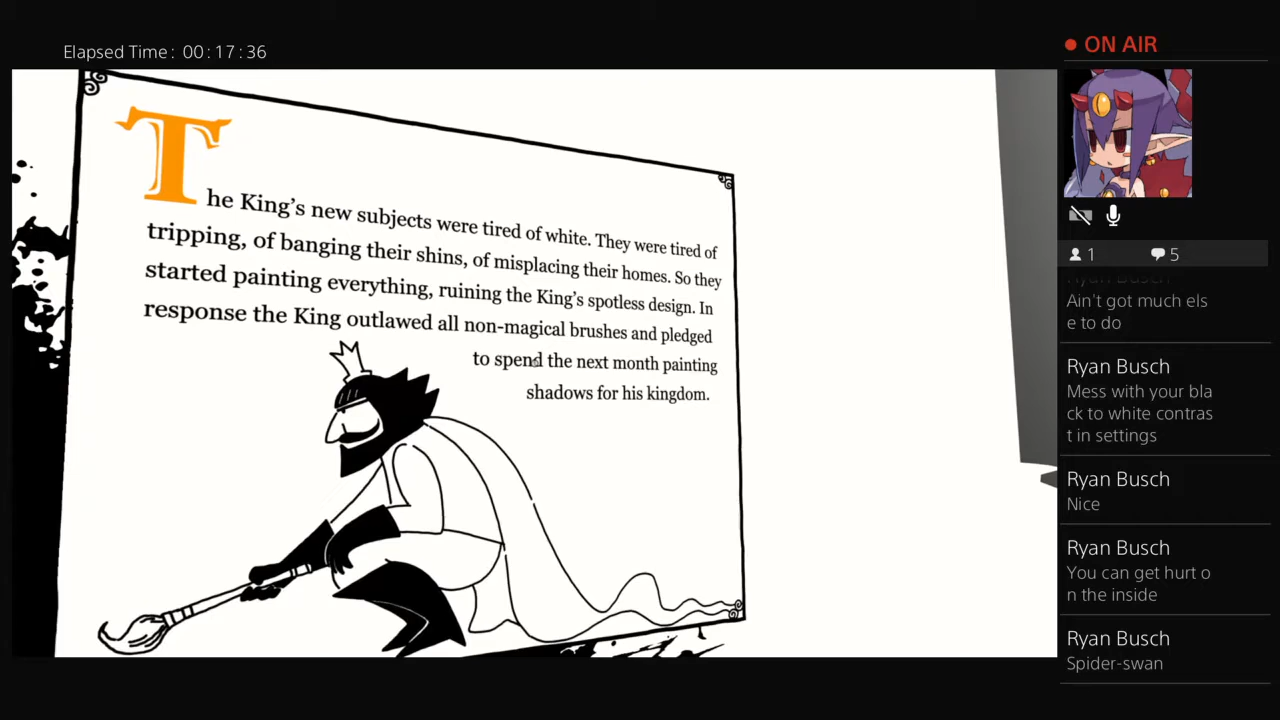 Elapsed Time: 00:17:36
ON AIR
The King's new subjects were tired of white. They were tired of
tripping, of banging their shins, of misplacing their homes. So they
started painting everything, ruining the King's spotless design. In
response the King outlawed all non-magical brushes and pledged
to spend the next month painting
shadows for his kingdom.
1
5
Ryan Busch
Ain't got much els
e to do
Ryan Busch
Mess with your bla
ck to white contras
t in settings
Ryan Busch
Nice
Ryan Busch
You can get hurt o
n the inside
Ryan Busch
Spider-swan